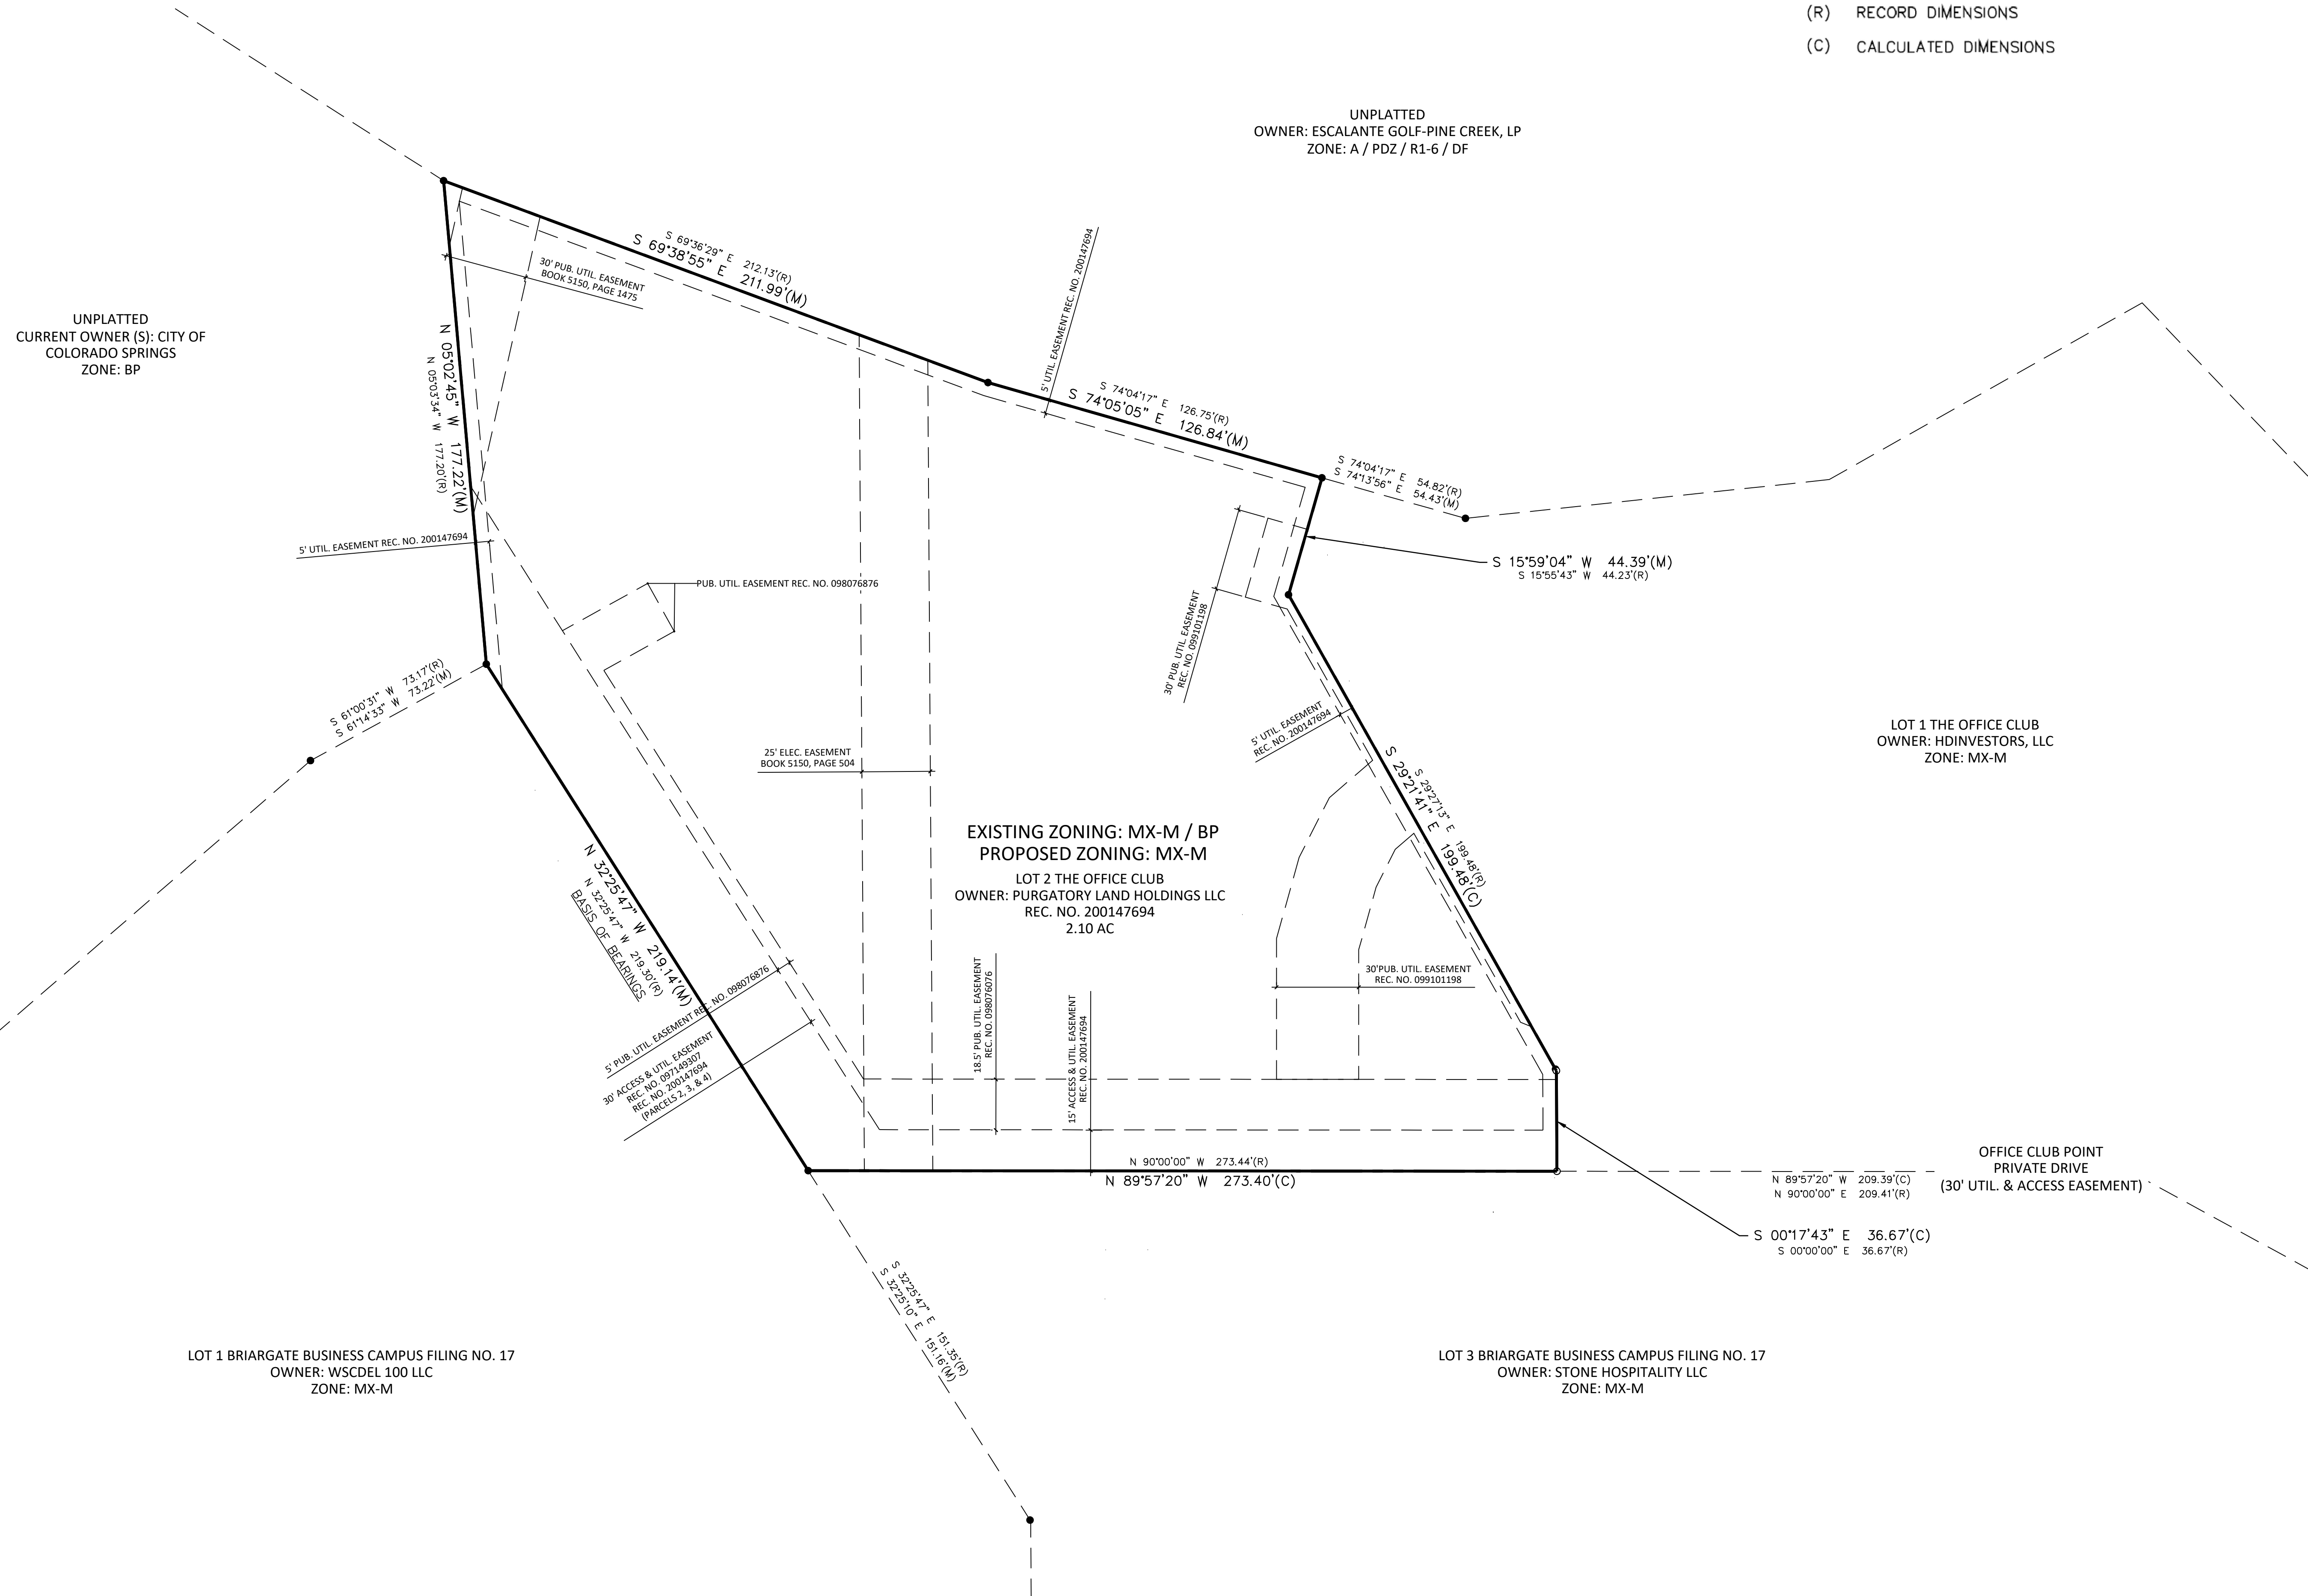 (R) RECORD DIMENSIONS
(C) CALCULATED DIMENSIONS
UNPLATTED
OWNER: ESCALANTE GOLF-PINE CREEK, LP
ZONE: A / PDZ / R1-6 / DF
S 69°36'29" E 212.13'(R)
S 69°38'55" E 211.99'(M)
30' PUB. UTIL. EASEMENT
BOOK 5150, PAGE 1475
5' UTIL. EASEMENT REC. NO. 200147694
UNPLATTED
CURRENT OWNER (S): CITY OF
COLORADO SPRINGS
ZONE: BP
N 05°02'45" W 177.22'(M)
N 05°03'34" W 177.20'(R)
S 74°04'17" E 126.75'(R)
S 74°05'05" E 126.84'(M)
S 74°04'17" E 54.82'(R)
S 74°13'56" E 54.43'(M)
5' UTIL. EASEMENT REC. NO. 200147694
S 15°59'04" W 44.39'(M)
S 15°55'43" W 44.23'(R)
PUB. UTIL. EASEMENT REC. NO. 098076876
30' PUB. UTIL. EASEMENT
REC. NO. 099101198
S 61°00'31" W 73.17'(R)
S 61°14'33" W 73.22'(M)
5' UTIL. EASEMENT
REC. NO. 200147694
LOT 1 THE OFFICE CLUB
OWNER: HDINVESTORS, LLC
ZONE: MX-M
25' ELEC. EASEMENT
BOOK 5150, PAGE 504
S 29°27'13" E 199.48'(R)
S 29°21'41" E 199.48'(C)
EXISTING ZONING: MX-M / BP
PROPOSED ZONING: MX-M
LOT 2 THE OFFICE CLUB
OWNER: PURGATORY LAND HOLDINGS LLC
REC. NO. 200147694
2.10 AC
N 32°25'47" W 219.14'(M)
N 32°25'47" W 219.30'(R)
BASIS OF BEARINGS
5' PUB. UTIL. EASEMENT REC. NO. 098076876
30' ACCESS & UTIL. EASEMENT
REC. NO. 097149307
REC. NO. 200147694
(PARCELS 2, 3, & 4)
18.5' PUB. UTIL. EASEMENT
REC. NO. 098076076
15' ACCESS & UTIL. EASEMENT
REC. NO. 200147694
30'PUB. UTIL. EASEMENT
REC. NO. 099101198
N 90°00'00" W 273.44'(R)
N 89°57'20" W 273.40'(C)
OFFICE CLUB POINT
PRIVATE DRIVE
(30' UTIL. & ACCESS EASEMENT)
N 89°57'20" W 209.39'(C)
N 90°00'00" E 209.41'(R)
S 00°17'43" E 36.67'(C)
S 00°00'00" E 36.67'(R)
S 32°25'47" E 151.35'(R)
S 32°25'10" E 151.16'(M)
LOT 1 BRIARGATE BUSINESS CAMPUS FILING NO. 17
OWNER: WSCDEL 100 LLC
ZONE: MX-M
LOT 3 BRIARGATE BUSINESS CAMPUS FILING NO. 17
OWNER: STONE HOSPITALITY LLC
ZONE: MX-M